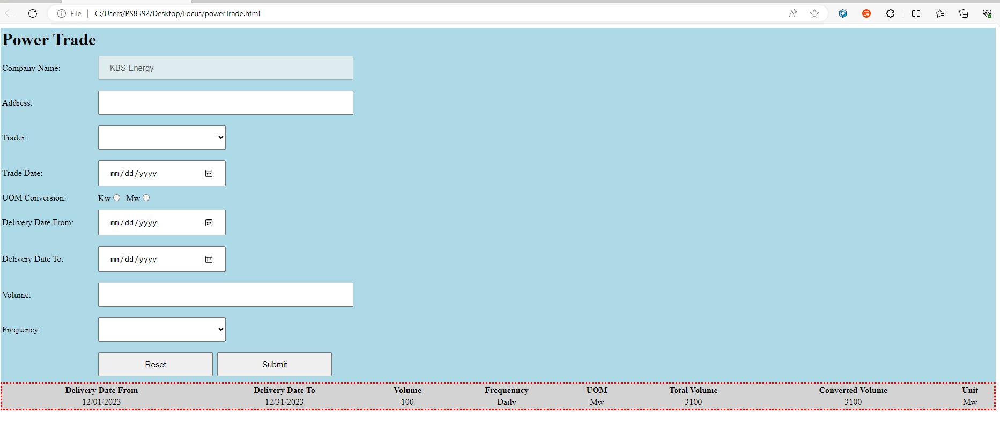 File C:/Users/PS8392/Desktop/Locus/powerTrade.html
Power Trade
Company Name: KBS Energy
Address:
Trader:
Trade Date: mm/dd/yyyy
UOM Conversion: Kw Mw
Delivery Date From: mm/dd/yyyy
Delivery Date To: mm/dd/yyyy
Volume:
Frequency:
Reset Submit
Delivery Date From Delivery Date To Volume Frequenncy UOM Total Volume Converted Volume Unit
12/01/2023 12/31/2023 100 Daily Mw 3100 3100 Mw